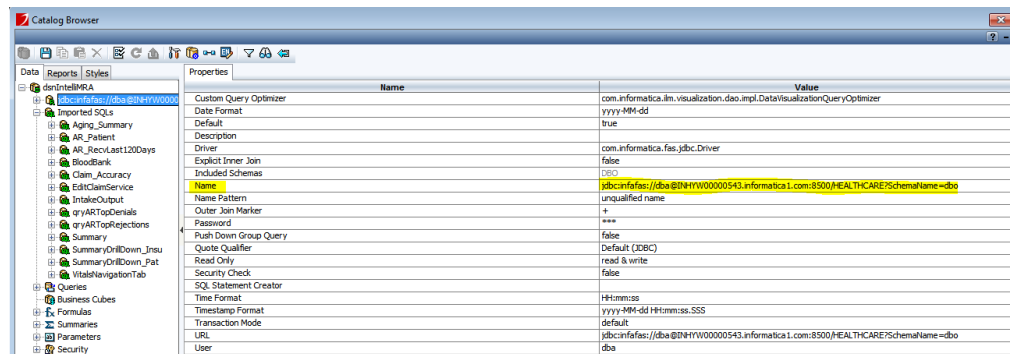 Catalog Browser
Data Reports Styles
Properties
dsnIntelliMRA
jdbc:infafas://dba@INHYW0000
Imported SQLs
Aging_Summary
AR_Patient
AR_RecvLast120Days
BloodBank
Claim_Accuracy
EditClaimService
IntakeOutput
qryARTopDenials
qryARTopRejections
Summary
SummaryDrillDown_Insu
SummaryDrillDown_Pat
VitalsNavigationTab
Queries
Business Cubes
Formulas
Summaries
Parameters
Security
Name Value
Custom Query Optimizer com.informatica.ilm.visualization.dao.impl.DataVisualizationQueryOptimizer
Date Format yyyy-MM-dd
Default true
Description
Driver com.informatica.fas.jdbc.Driver
Explicit Inner Join false
Included Schemas DBO
Name jdbc:infafas://dba@INHYW00000543.informatica1.com:8500/HEALTHCARE?SchemaName=dbo
Name Pattern unqualified name
Outer Join Marker +
Password ***
Push Down Group Query false
Quote Qualifier Default (JDBC)
Read Only read & write
Security Check false
SQL Statement Creator
Time Format HH:mm:ss
Timestamp Format yyyy-MM-dd HH:mm:ss.SSS
Transaction Mode default
URL jdbc:infafas://dba@INHYW00000543.informatica1.com:8500/HEALTHCARE?SchemaName=dbo
User dba